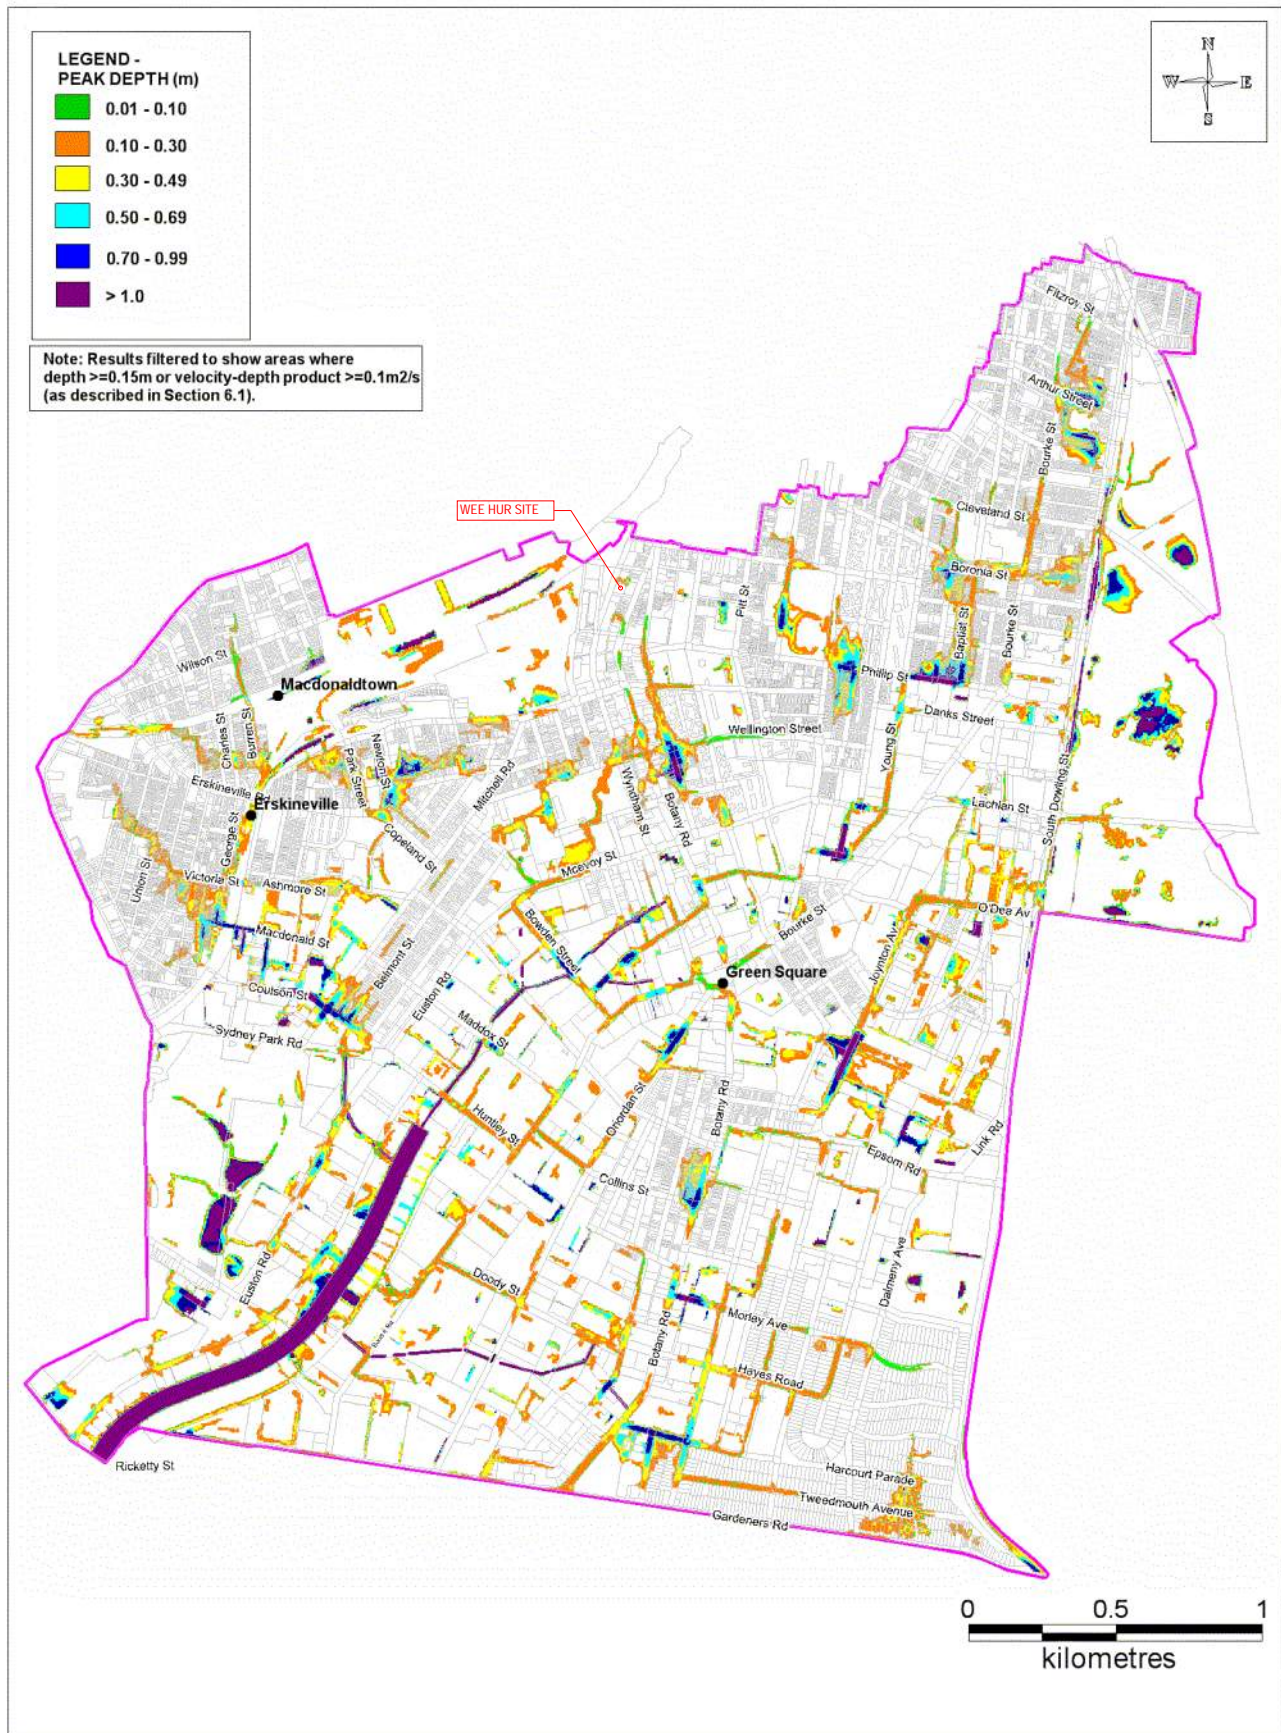 LEGEND -
PEAK DEPTH (m)
0.01 - 0.10
0.10 - 0.30
0.30 - 0.49
0.50 - 0.69
0.70 - 0.99
> 1.0
Note: Results filtered to show areas where
depth >=0.15m or velocity-depth product >=0.1m2/s
(as described in Section 6.1).
N
W
E
S
Fitzroy St
Arthur Street
Bourke St
Cleveland St
WEE HUR SITE
Boronia St
Pitt St
Baptist St
Bourke St
Wilson St
Phillip St
Macdonaldtown
Danks Street
Charles St
Burren St
Wellington Street
Young St
Newton St
Park Street
Mitchell Rd
South Dowling St
Erskineville Rd
Erskineville
Wyndham St
Botany Rd
Lachlan St
George St
Copeland St
Union St
Mcevoy St
Victoria St
Ashmore St
O'Dea Av
Bowden Street
Bourke St
Macdonald St
Joynton Av
Belmont St
Green Square
Euston Rd
Coulson St
Maddox St
Sydney Park Rd
Huntley St
Oriordan St
Botany Rd
Link Rd
Epsom Rd
Collins St
Euston Rd
Dalmeny Ave
Doody St
Botany Rd
Morley Ave
Hayes Road
Ricketty St
Harcourt Parade
Tweedmouth Avenue
Gardeners Rd
0 0.5 1
kilometres